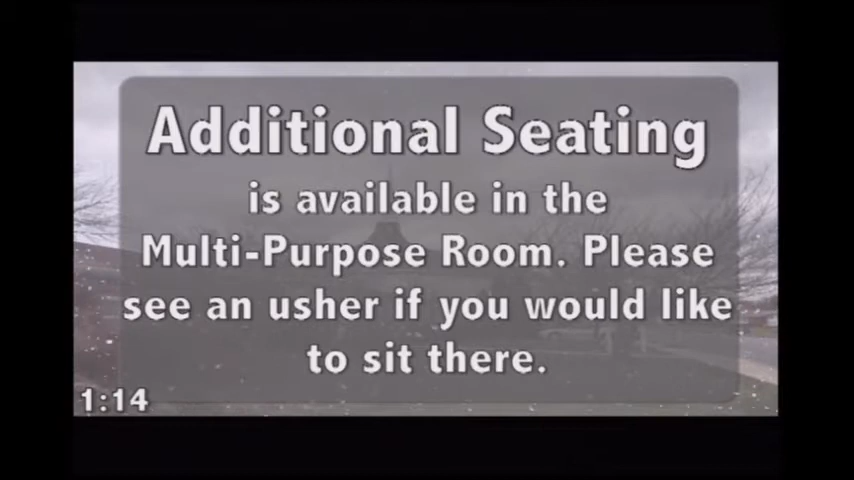 Additional Seating
is available in the
Multi-Purpose Room. Please
see an usher if you would like
to sit there.
1:14